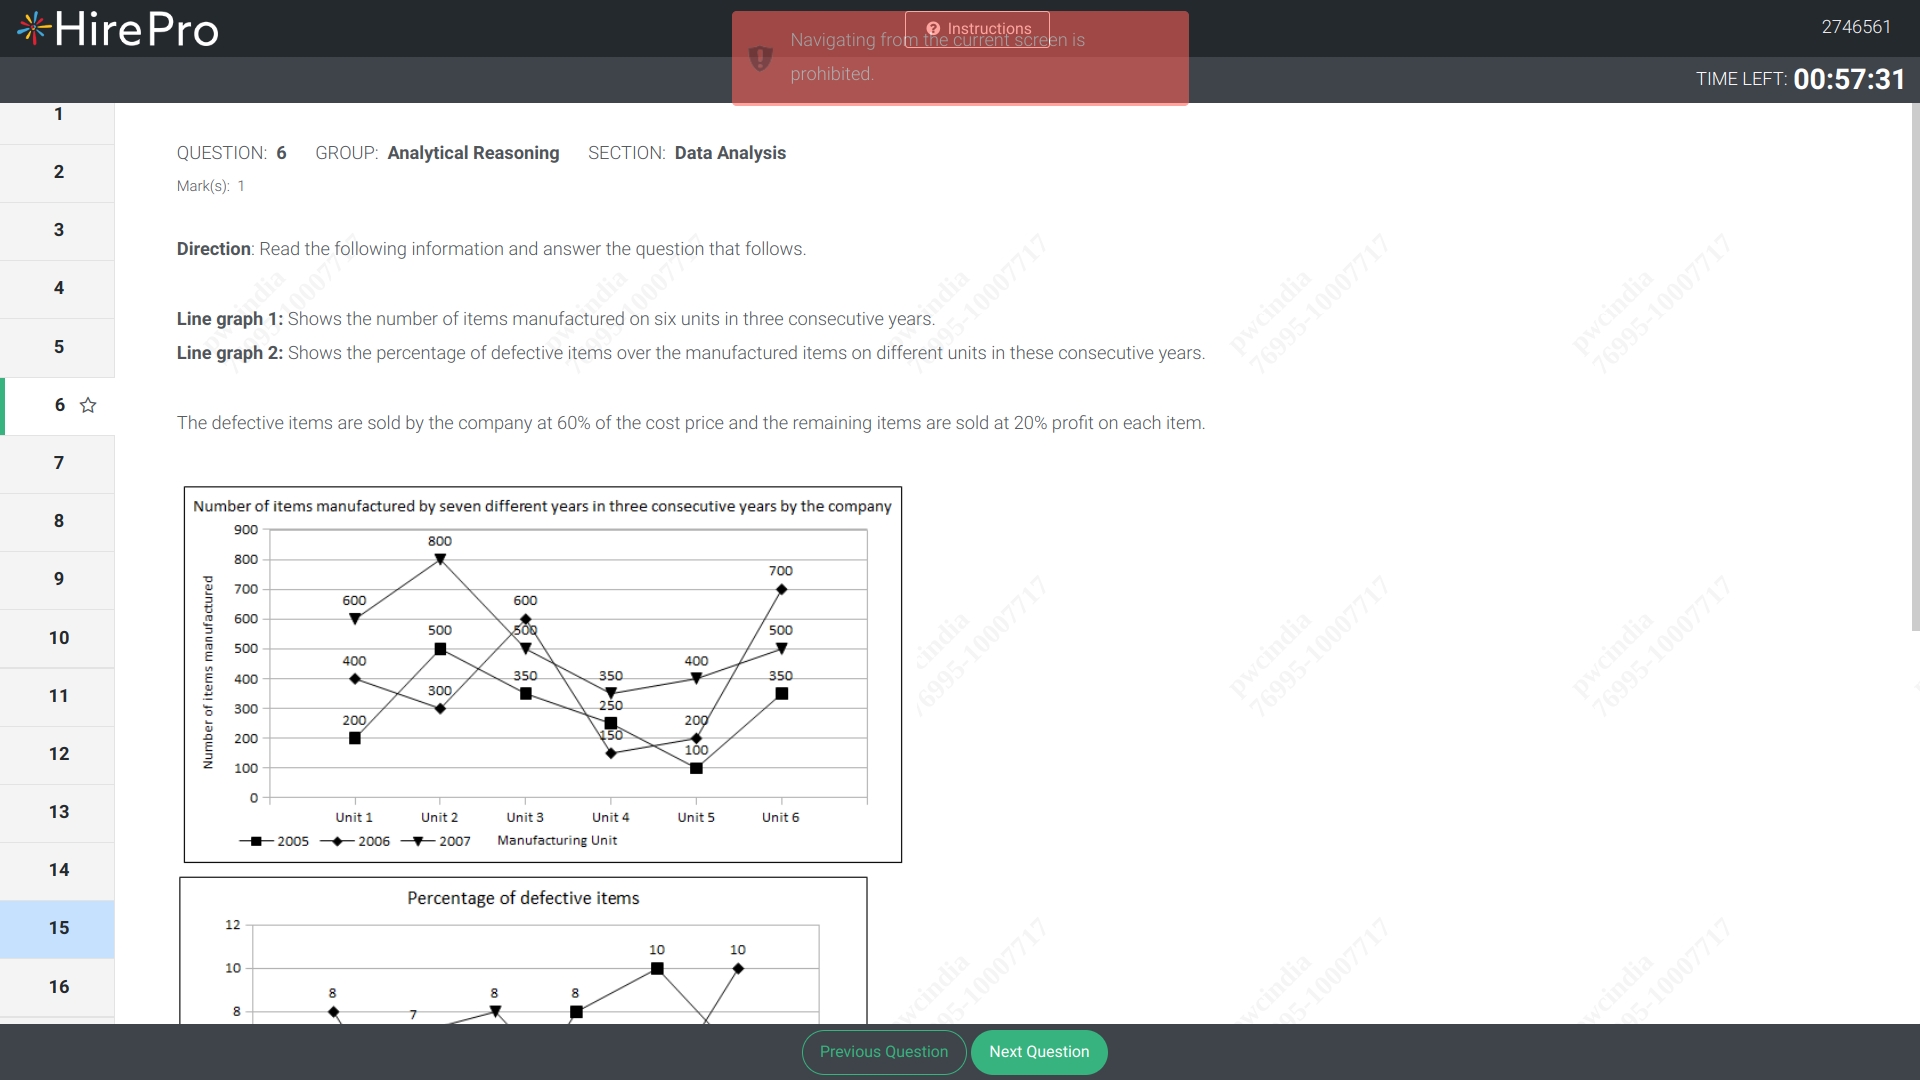 HirePro
Instructions
2746561
Navigating from the current screen is
prohibited.
TIME LEFT: 00:57:31
1
2
3
4
5
6
7
8
9
10
11
12
13
14
15
16
QUESTION: 6 GROUP: Analytical Reasoning SECTION: Data Analysis
Mark(s): 1
Direction: Read the following information and answer the question that follows.
Line graph 1: Shows the number of items manufactured on six units in three consecutive years.
Line graph 2: Shows the percentage of defective items over the manufactured items on different units in these consecutive years.
The defective items are sold by the company at 60% of the cost price and the remaining items are sold at 20% profit on each item.
Number of items manufactured by seven different years in three consecutive years by the company
Number of items manufactured
900
800
700
600
500
400
300
200
100
0
600
400
200
800
500
300
600
500
350
350
250
150
400
200
100
700
500
350
Unit 1 Unit 2 Unit 3 Unit 4 Unit 5 Unit 6
2005 2006 2007 Manufacturing Unit
Percentage of defective items
12
10
8
8
7
8
8
10
10
pwcindia
76995-10007717
pwcindia
76995-10007717
pwcindia
76995-10007717
pwcindia
76995-10007717
Previous Question
Next Question